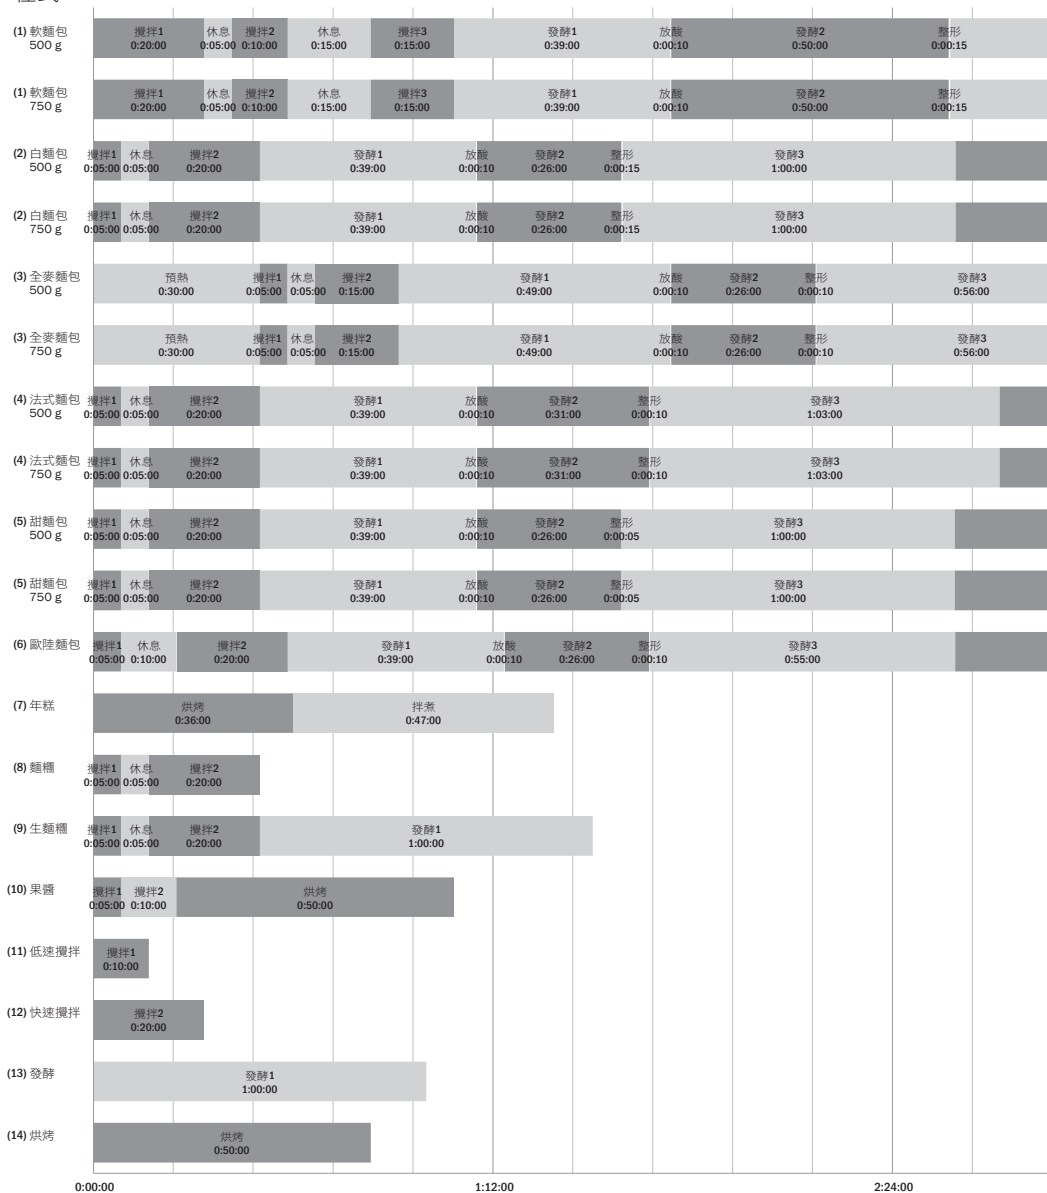 (1) 軟麵包 攪拌1 休息 攪拌2 休息 攪拌3 發酵1 放酸 發酵2 整形
500 g 0:20:00 0:05:00 0:10:00 0:15:00 0:15:00 0:39:00 0:00:10 0:50:00 0:00:15
(1) 軟麵包 攪拌1 休息 攪拌2 休息 攪拌3 發酵1 放酸 發酵2 整形
750 g 0:20:00 0:05:00 0:10:00 0:15:00 0:15:00 0:39:00 0:00:10 0:50:00 0:00:15
(2) 白麵包 攪拌1 休息 攪拌2 發酵1 放酸 發酵2 整形 發酵3
500 g 0:05:00 0:05:00 0:20:00 0:39:00 0:00:10 0:26:00 0:00:15 1:00:00
(2) 白麵包 攪拌1 休息 攪拌2 發酵1 放酸 發酵2 整形 發酵3
750 g 0:05:00 0:05:00 0:20:00 0:39:00 0:00:10 0:26:00 0:00:15 1:00:00
(3) 全麥麵包 預熱 攪拌1 休息 攪拌2 發酵1 放酸 發酵2 整形 發酵3
500 g 0:30:00 0:05:00 0:05:00 0:15:00 0:49:00 0:00:10 0:26:00 0:00:10 0:56:00
(3) 全麥麵包 預熱 攪拌1 休息 攪拌2 發酵1 放酸 發酵2 整形 發酵3
750 g 0:30:00 0:05:00 0:05:00 0:15:00 0:49:00 0:00:10 0:26:00 0:00:10 0:56:00
(4) 法式麵包 攪拌1 休息 攪拌2 發酵1 放酸 發酵2 整形 發酵3
500 g 0:05:00 0:05:00 0:20:00 0:39:00 0:00:10 0:31:00 0:00:10 1:03:00
(4) 法式麵包 攪拌1 休息 攪拌2 發酵1 放酸 發酵2 整形 發酵3
750 g 0:05:00 0:05:00 0:20:00 0:39:00 0:00:10 0:31:00 0:00:10 1:03:00
(5) 甜麵包 攪拌1 休息 攪拌2 發酵1 放酸 發酵2 整形 發酵3
500 g 0:05:00 0:05:00 0:20:00 0:39:00 0:00:10 0:26:00 0:00:05 1:00:00
(5) 甜麵包 攪拌1 休息 攪拌2 發酵1 放酸 發酵2 整形 發酵3
750 g 0:05:00 0:05:00 0:20:00 0:39:00 0:00:10 0:26:00 0:00:05 1:00:00
(6) 歐陸麵包 攪拌1 休息 攪拌2 發酵1 放酸 發酵2 整形 發酵3
0:05:00 0:10:00 0:20:00 0:39:00 0:00:10 0:26:00 0:00:10 0:55:00
(7) 年糕 烘烤 拌煮
0:36:00 0:47:00
(8) 麵糰 攪拌1 休息 攪拌2
0:05:00 0:05:00 0:20:00
(9) 生麵糰 攪拌1 休息 攪拌2 發酵1
0:05:00 0:05:00 0:20:00 1:00:00
(10) 果醬 攪拌1 攪拌2 烘烤
0:05:00 0:10:00 0:50:00
(11) 低速攪拌 攪拌1
0:10:00
(12) 快速攪拌 攪拌2
0:20:00
(13) 發酵 發酵1
1:00:00
(14) 烘烤 烘烤
0:50:00
0:00:00 1:12:00 2:24:00